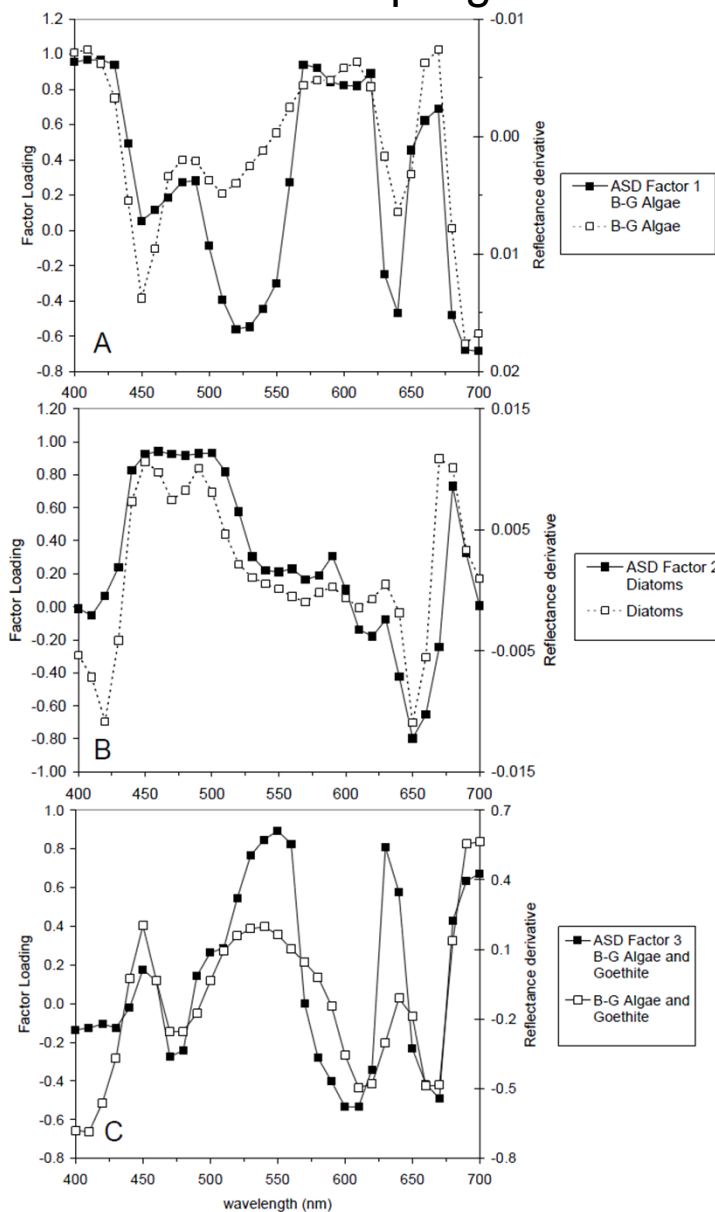 1.2
1.0
0.8
0.6
0.4
0.2
0.0
-0.2
-0.4
-0.6
-0.8
Factor Loading
A
-0.01
0.00
0.01
0.02
Reflectance derivative
400 450 500 550 600 650 700
ASD Factor 1
B-G Algae
B-G Algae
1.20
1.00
0.80
0.60
0.40
0.20
0.00
-0.20
-0.40
-0.60
-0.80
-1.00
Factor Loading
B
0.015
0.005
-0.005
-0.015
Reflectance derivative
400 450 500 550 600 650 700
ASD Factor 2
Diatoms
Diatoms
1.0
0.8
0.6
0.4
0.2
0.0
-0.2
-0.4
-0.6
-0.8
Factor Loading
C
0.7
0.4
0.1
-0.2
-0.5
-0.8
Reflectance derivative
400 450 500 550 600 650 700
wavelength (nm)
ASD Factor 3
B-G Algae and
Goethite
B-G Algae and
Goethite